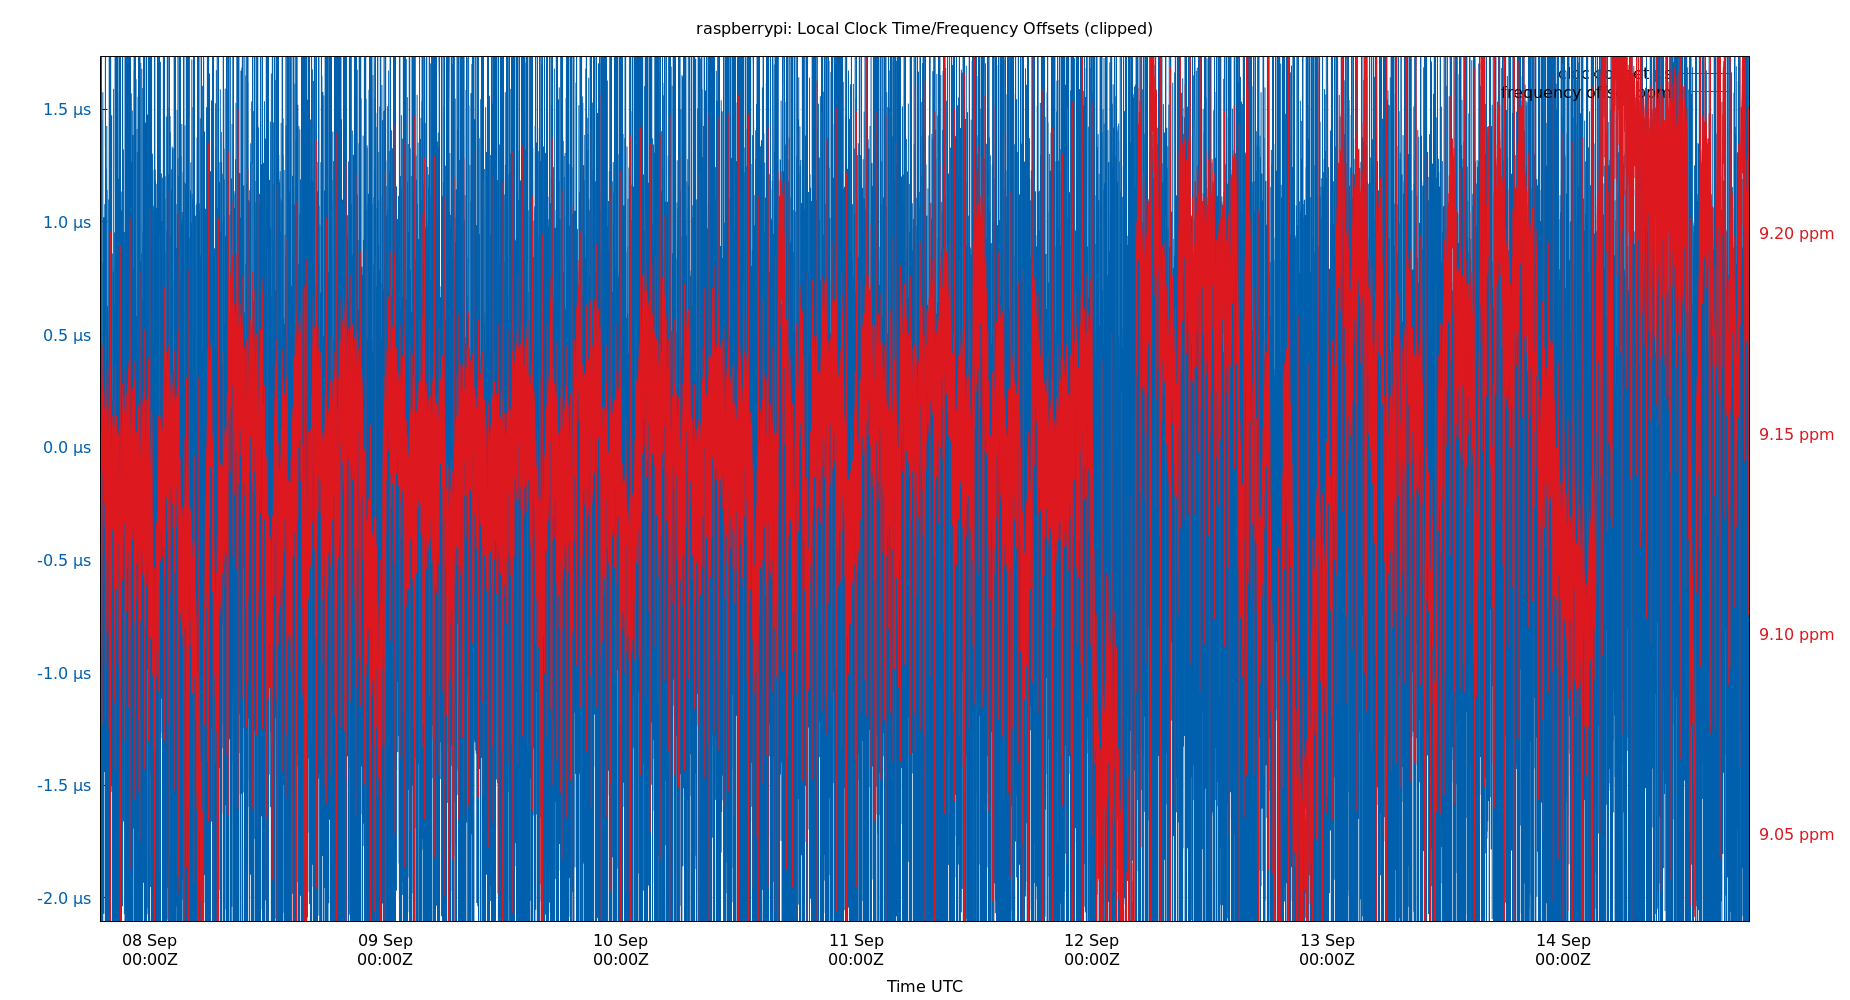 raspberrypi: Local Clock Time/Frequency Offsets (clipped)
frequency of
1.5 µs
1.0 µs
0.5 µs
0.0 µs
-0.5 µs
-1.0 µs
-1.5 µs
-2.0 µs
9.20 ppm
9.15 ppm
9.10 ppm
9.05 ppm
08 Sep 09 Sep 10 Sep 11 Sep 12 Sep 13 Sep 14 Sep
00:00Z 00:00Z 00:00Z 00:00Z 00:00Z 00:00Z 00:00Z
Time UTC